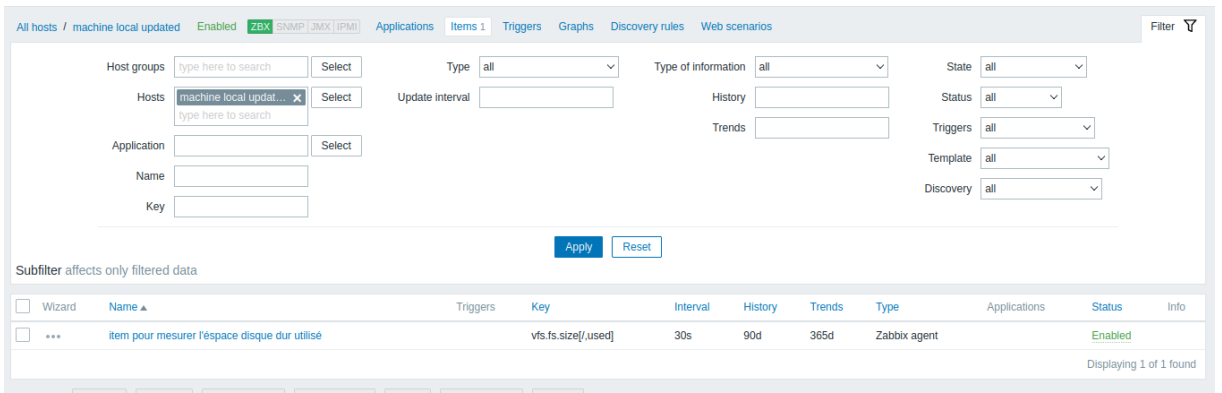 All hosts / machine local updated Enabled ZBX SNMP JMX IPMI Applications Items 1 Triggers Graphs Discovery rules Web scenarios Filter
Host groups type here to search Select Type all Type of information all State all
Hosts machine local updat... Select Update interval History Status all
type here to search
Trends Triggers all
Application Select
Template all
Name
Discovery all
Key
Apply Reset
Subfilter affects only filtered data
Wizard Name Triggers Key Interval History Trends Type Applications Status Info
item pour mesurer l'éspace disque dur utilisé vfs.fs.size[/,used] 30s 90d 365d Zabbix agent Enabled
Displaying 1 of 1 found